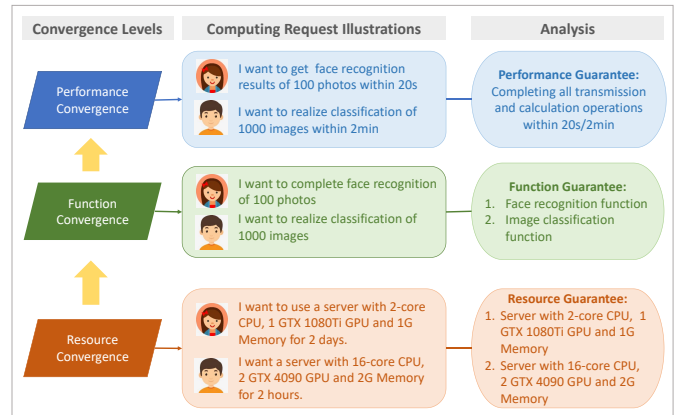 Convergence Levels
Computing Request Illustrations
Analysis
Performance
Convergence
I want to get face recognition
results of 100 photos within 20s
I want to realize classification of
1000 images within 2min
Performance Guarantee:
Completing all transmission
and calculation operations
within 20s/2min
Function
Convergence
I want to complete face recognition
of 100 photos
I want to realize classification of
1000 images
Function Guarantee:
1. Face recognition function
2. Image classification
function
Resource
Convergence
I want to use a server with 2-core
CPU, 1 GTX 1080Ti GPU and 1G
Memory for 2 days.
I want a server with 16-core CPU,
2 GTX 4090 GPU and 2G Memory
for 2 hours.
Resource Guarantee:
1. Server with 2-core CPU, 1
GTX 1080Ti GPU and 1G
Memory
2. Server with 16-core CPU,
2 GTX 4090 GPU and 2G
Memory